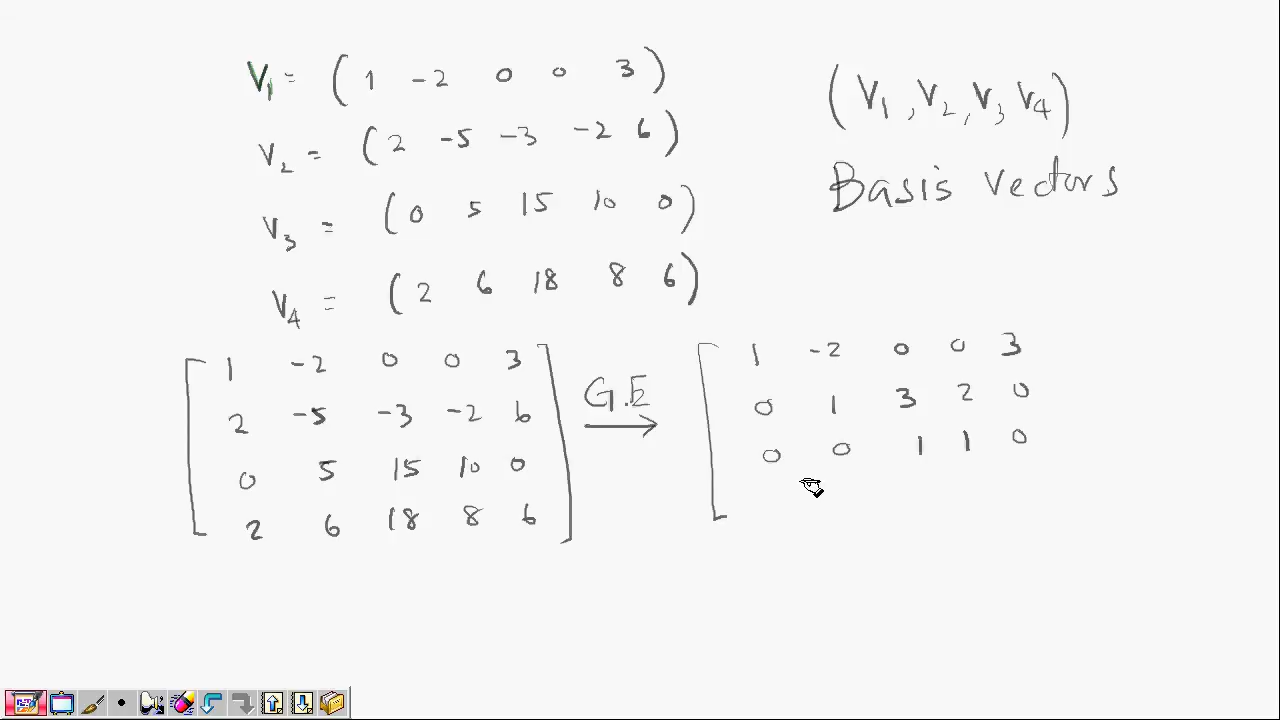 V₁ = (1 -2 0 0 3)
(V₁, V₂, V₃ V₄)
V₂ = (2 -5 -3 -2 6)
Basis vectors
V₃ = (0 5 15 10 0)
V₄ = (2 6 18 8 6)
1 -2 0 0 3
2 -5 -3 -2 6
0 5 15 10 0
2 6 18 8 6
G.E
1 -2 0 0 3
0 1 3 2 0
0 0 1 1 0